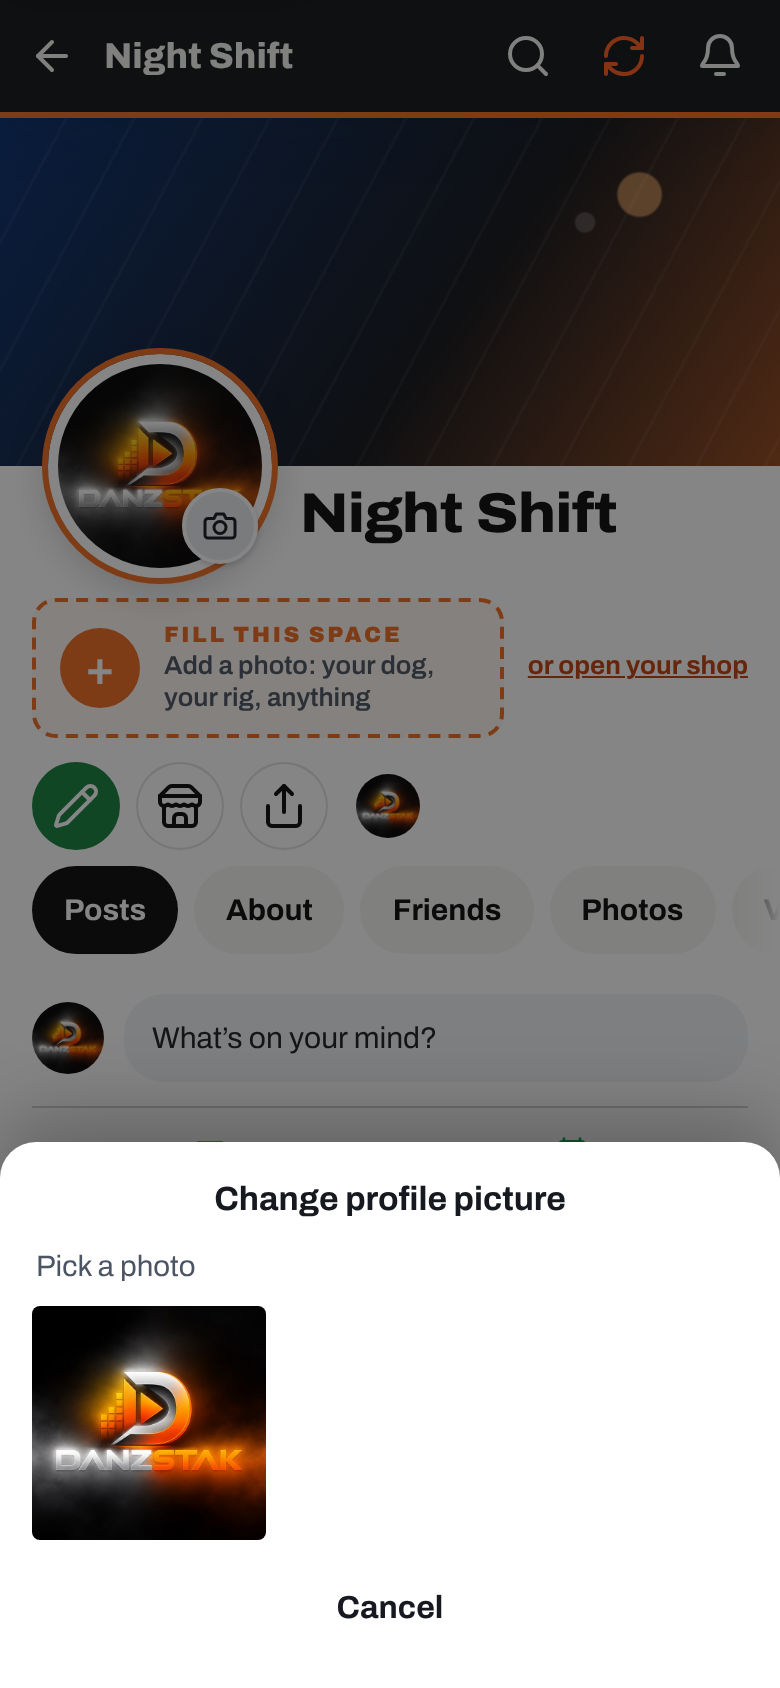 Night Shift
DANZSTAK
Night Shift
FILL THIS SPACE
Add a photo: your dog,
your rig, anything
or open your shop
Posts
About
Friends
Photos
What’s on your mind?
Change profile picture
Pick a photo
DANZSTAK
Cancel